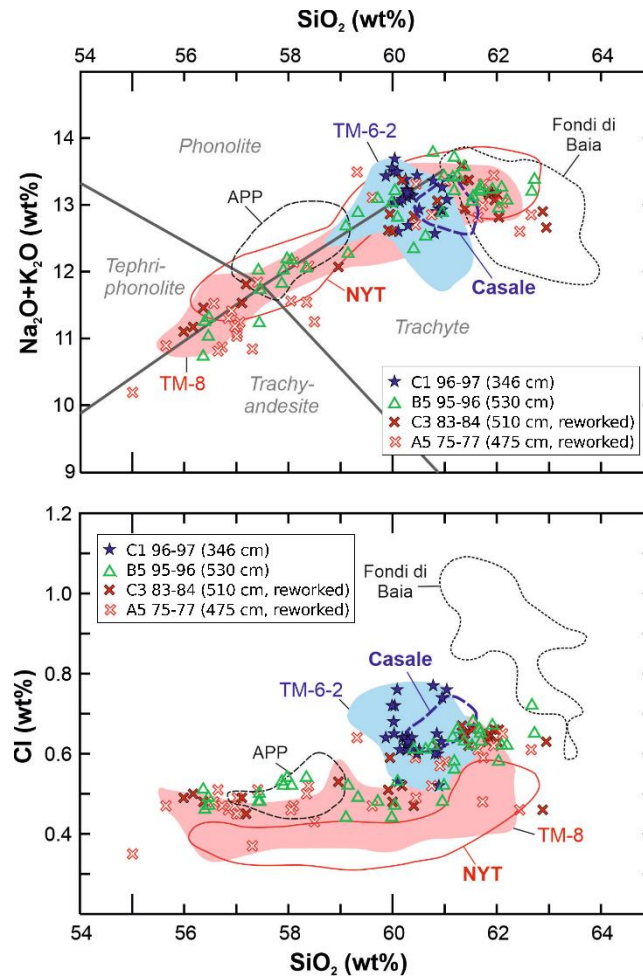 SiO₂ (wt%)
54 56 58 60 62 64
Na₂O+K₂O (wt%)
14
13
12
11
10
9
Phonolite
TM-6-2
Fondi di
Baia
APP
Tephri-
phonolite
NYT
Casale
Trachyte
TM-8
Trachy-
andesite
C1 96-97 (346 cm)
B5 95-96 (530 cm)
C3 83-84 (510 cm, reworked)
A5 75-77 (475 cm, reworked)
Cl (wt%)
1.2
1.0
0.8
0.6
0.4
C1 96-97 (346 cm)
B5 95-96 (530 cm)
C3 83-84 (510 cm, reworked)
A5 75-77 (475 cm, reworked)
Fondi di
Baia
Casale
TM-6-2
APP
TM-8
NYT
54 56 58 60 62 64
SiO₂ (wt%)